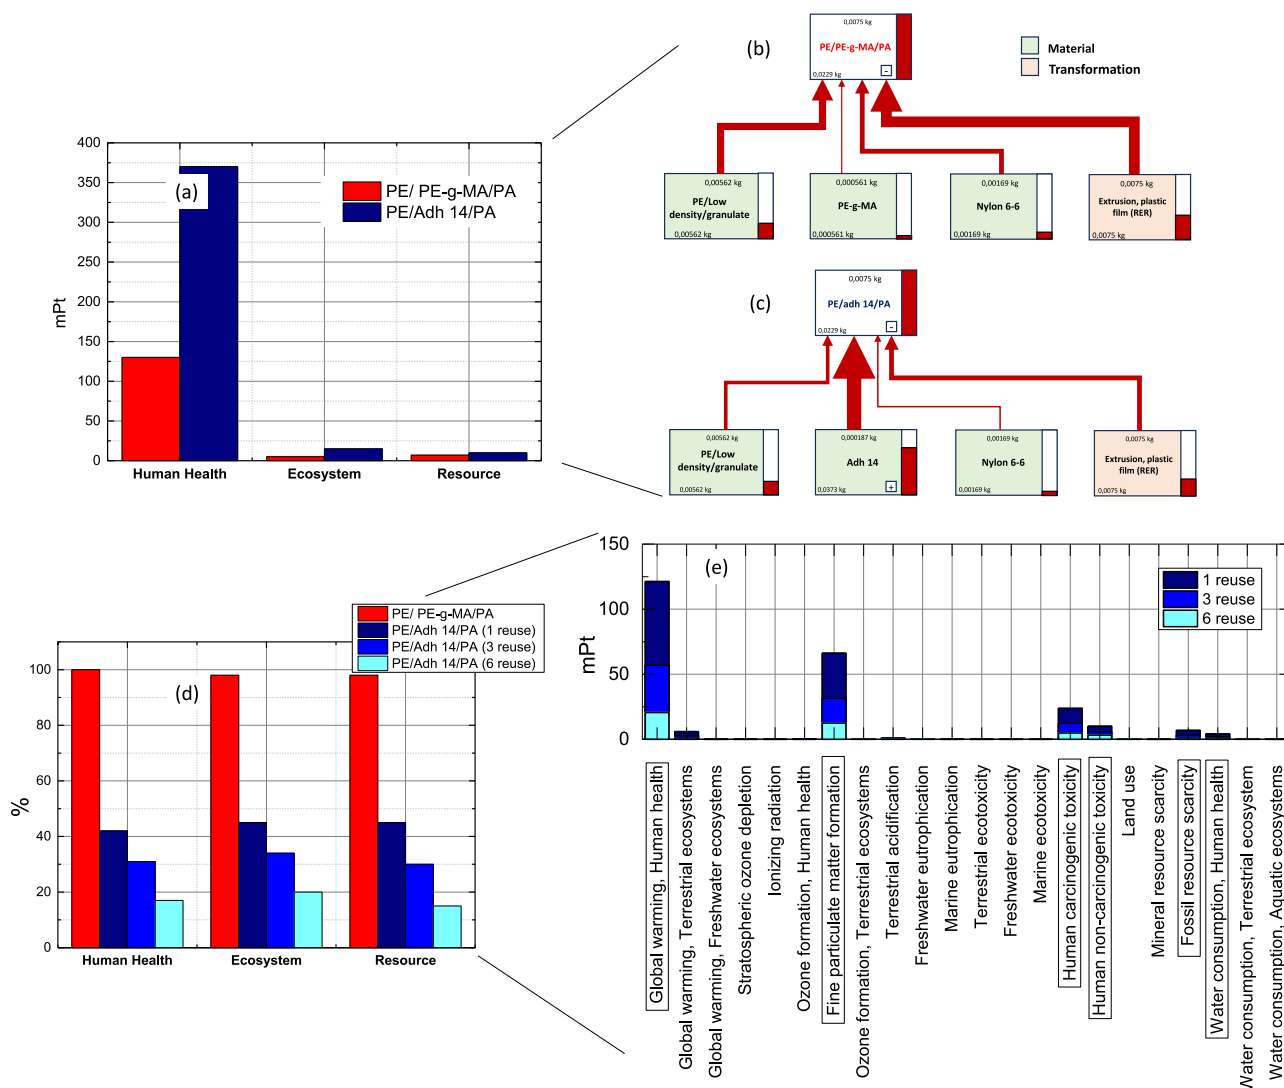 (a)
400
350
300
250
375
150
100
50
0
mPt
PE/ PE-g-MA/PA
PE/Adh 14/PA
Human Health
Ecosystem
Resource
(b)
0,0075 kg
PE/PE-g-MA/PA
-
0,0229 kg
Material
Transformation
0,00562 kg
PE/Low
density/granulate
0,00562 kg
0,000561 kg
PE-g-MA
0,000561 kg
0,00169 kg
Nylon 6-6
0,00169 kg
0,0075 kg
Extrusion, plastic
film (RER)
0,0075 kg
(c)
0,0075 kg
PE/adh 14/PA
-
0,0229 kg
0,00562 kg
PE/Low
density/granulate
0,00562 kg
0,000187 kg
Adh 14
+
0,0373 kg
0,00169 kg
Nylon 6-6
0,00169 kg
0,0075 kg
Extrusion, plastic
film (RER)
0,0075 kg
PE/ PE-g-MA/PA
PE/Adh 14/PA (1 reuse)
PE/Adh 14/PA (3 reuse)
PE/Adh 14/PA (6 reuse)
(d)
100
80
60
40
20
0
%
Human Health
Ecosystem
Resource
(e)
150
100
50
0
mPt
1 reuse
3 reuse
6 reuse
Global warming, Human health
Global warming, Terrestrial ecosystems
Global warming, Freshwater ecosystems
Stratospheric ozone depletion
Ionizing radiation
Ozone formation, Human health
Fine particulate matter formation
Ozone formation, Terrestrial ecosystems
Terrestrial acidification
Freshwater eutrophication
Marine eutrophication
Terrestrial ecotoxicity
Freshwater ecotoxicity
Marine ecotoxicity
Human carcinogenic toxicity
Human non-carcinogenic toxicity
Land use
Mineral resource scarcity
Fossil resource scarcity
Water consumption, Human health
Water consumption, Terrestrial ecosystem
Water consumption, Aquatic ecosystems